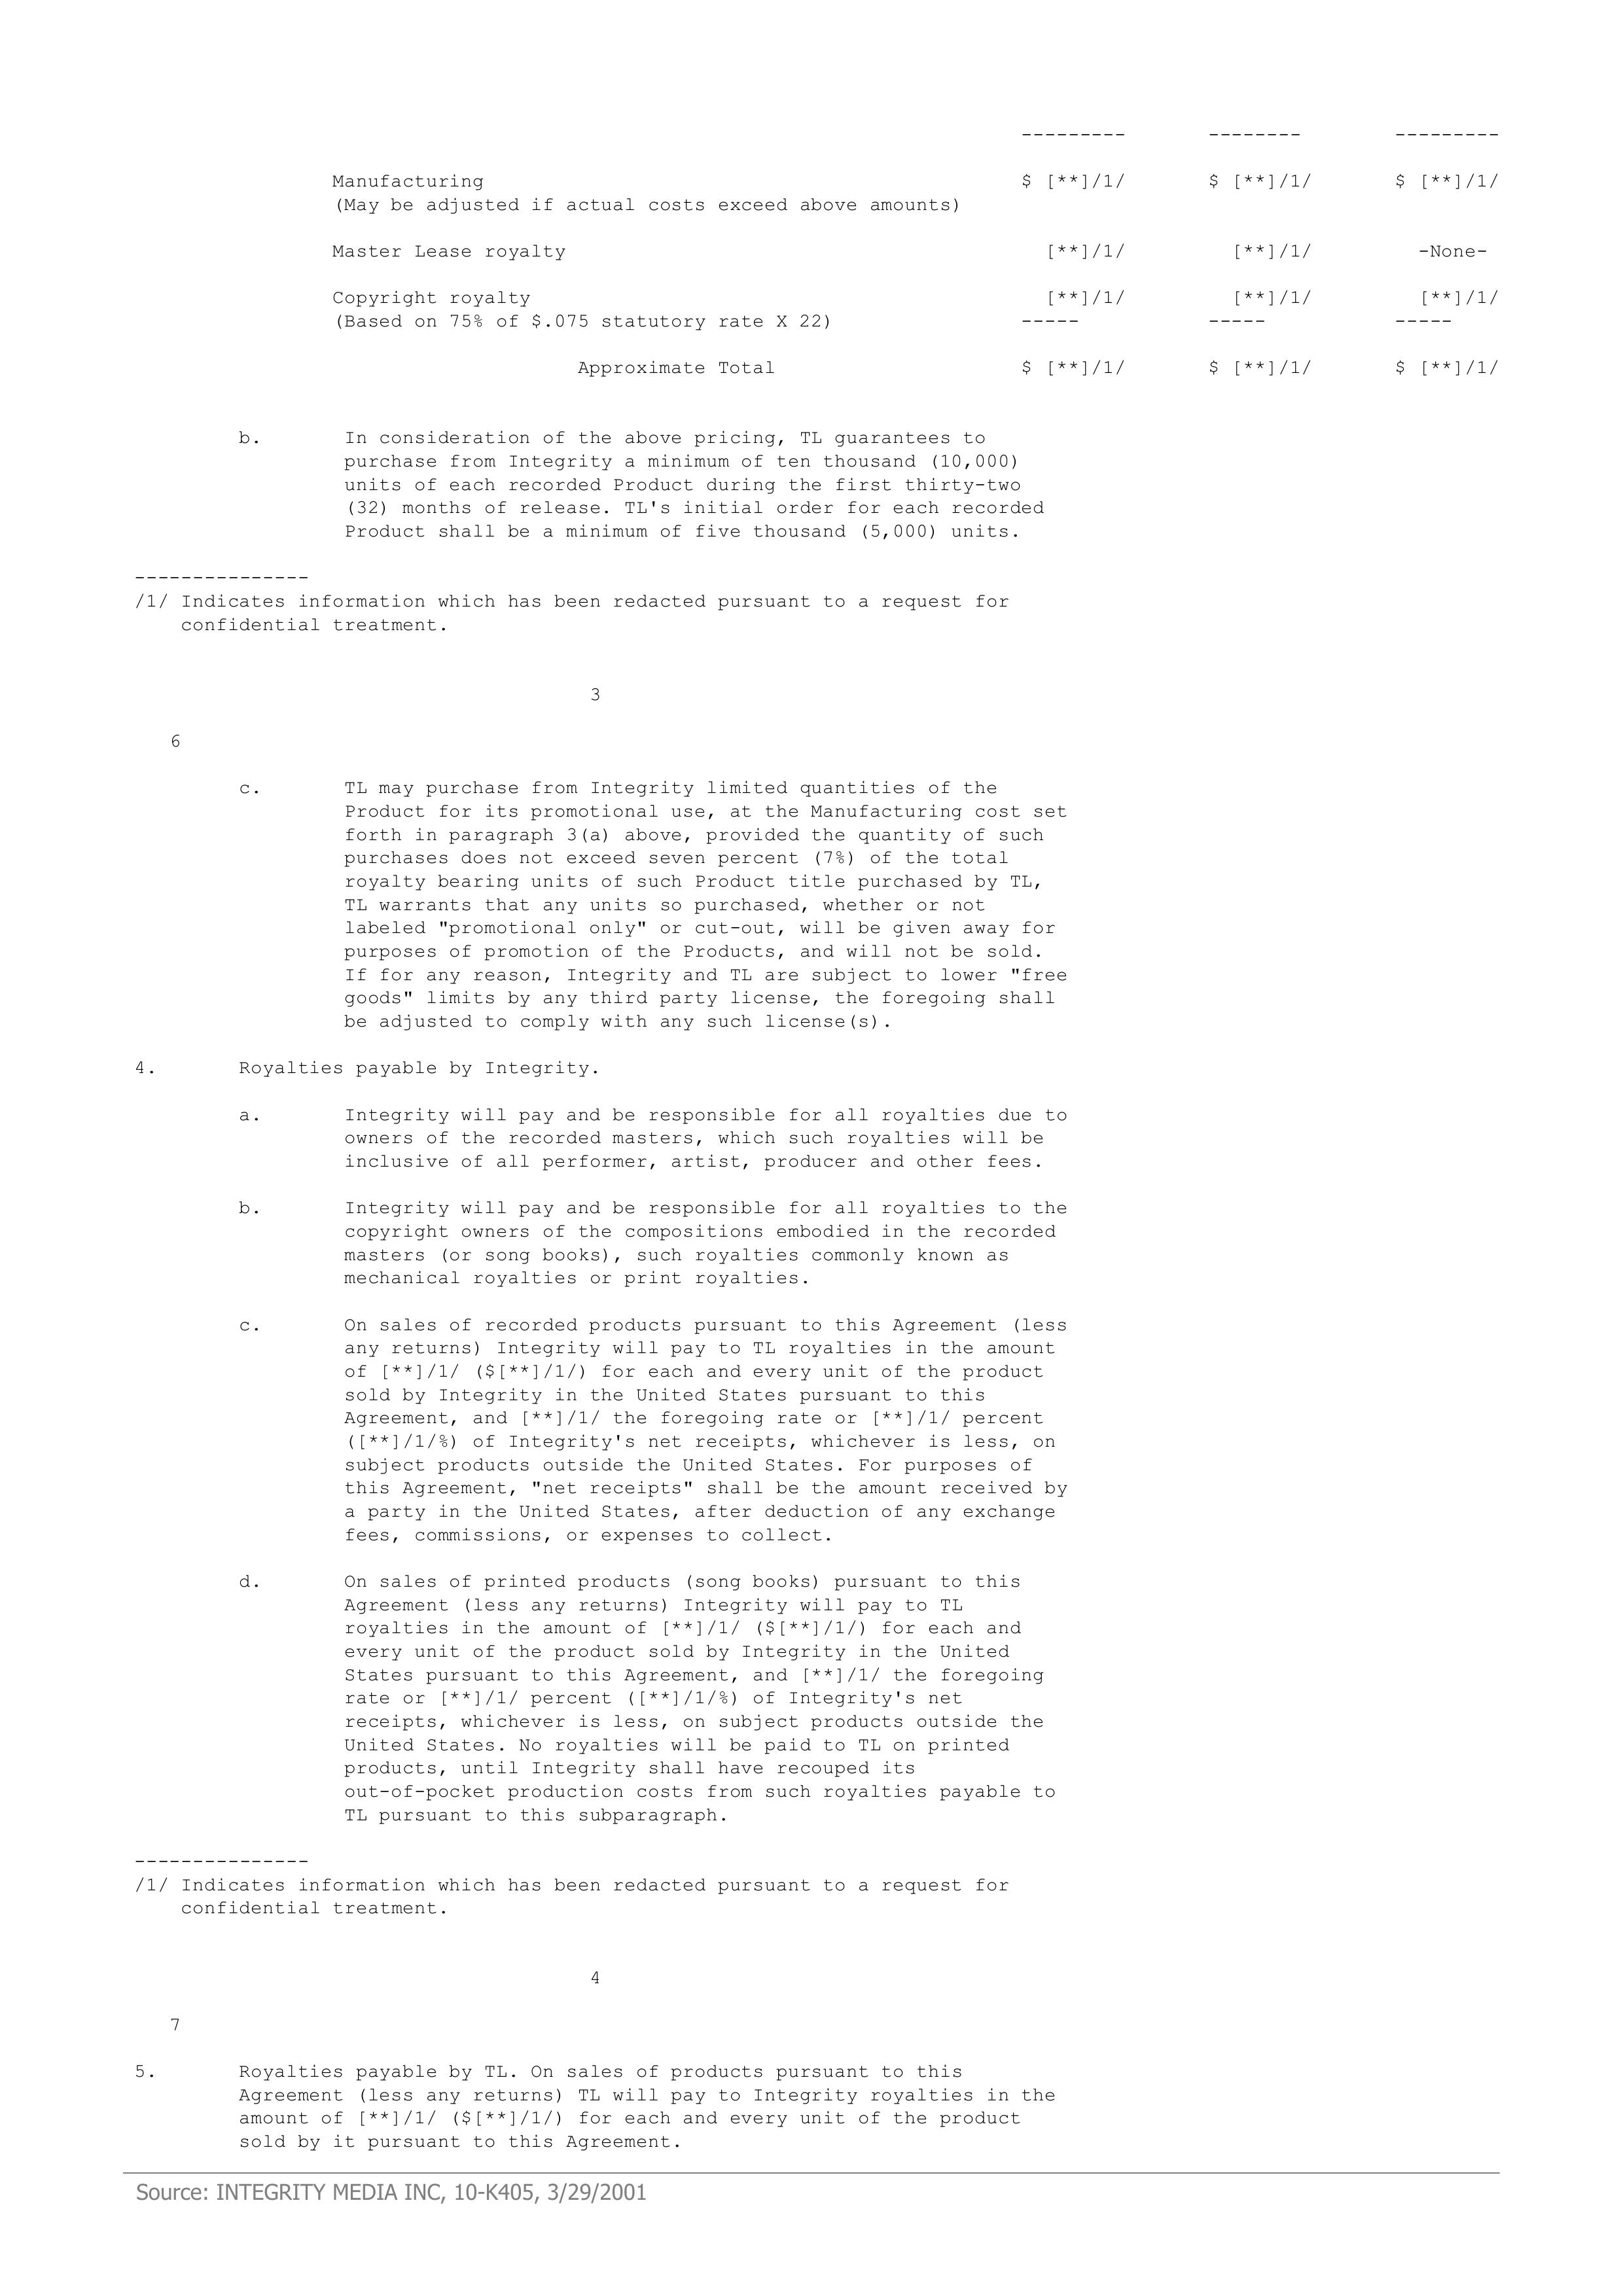 --------- -------- ---------
Manufacturing $ [**]/1/ $ [**]/1/ $ [**]/1/
(May be adjusted if actual costs exceed above amounts)
Master Lease royalty [**]/1/ [**]/1/ -None-
Copyright royalty [**]/1/ [**]/1/ [**]/1/
(Based on 75% of $.075 statutory rate X 22) ----- ----- -----
Approximate Total $ [**]/1/ $ [**]/1/ $ [**]/1/
b. In consideration of the above pricing, TL guarantees to
purchase from Integrity a minimum of ten thousand (10,000)
units of each recorded Product during the first thirty-two
(32) months of release. TL's initial order for each recorded
Product shall be a minimum of five thousand (5,000) units.
---------------
/1/ Indicates information which has been redacted pursuant to a request for
confidential treatment.
3
6
c. TL may purchase from Integrity limited quantities of the
Product for its promotional use, at the Manufacturing cost set
forth in paragraph 3(a) above, provided the quantity of such
purchases does not exceed seven percent (7%) of the total
royalty bearing units of such Product title purchased by TL,
TL warrants that any units so purchased, whether or not
labeled "promotional only" or cut-out, will be given away for
purposes of promotion of the Products, and will not be sold.
If for any reason, Integrity and TL are subject to lower "free
goods" limits by any third party license, the foregoing shall
be adjusted to comply with any such license(s).
4. Royalties payable by Integrity.
a. Integrity will pay and be responsible for all royalties due to
owners of the recorded masters, which such royalties will be
inclusive of all performer, artist, producer and other fees.
b. Integrity will pay and be responsible for all royalties to the
copyright owners of the compositions embodied in the recorded
masters (or song books), such royalties commonly known as
mechanical royalties or print royalties.
c. On sales of recorded products pursuant to this Agreement (less
any returns) Integrity will pay to TL royalties in the amount
of [**]/1/ ($[**]/1/) for each and every unit of the product
sold by Integrity in the United States pursuant to this
Agreement, and [**]/1/ the foregoing rate or [**]/1/ percent
([**]/1/%) of Integrity's net receipts, whichever is less, on
subject products outside the United States. For purposes of
this Agreement, "net receipts" shall be the amount received by
a party in the United States, after deduction of any exchange
fees, commissions, or expenses to collect.
d. On sales of printed products (song books) pursuant to this
Agreement (less any returns) Integrity will pay to TL
royalties in the amount of [**]/1/ ($[**]/1/) for each and
every unit of the product sold by Integrity in the United
States pursuant to this Agreement, and [**]/1/ the foregoing
rate or [**]/1/ percent ([**]/1/%) of Integrity's net
receipts, whichever is less, on subject products outside the
United States. No royalties will be paid to TL on printed
products, until Integrity shall have recouped its
out-of-pocket production costs from such royalties payable to
TL pursuant to this subparagraph.
---------------
/1/ Indicates information which has been redacted pursuant to a request for
confidential treatment.
4
7
5. Royalties payable by TL. On sales of products pursuant to this
Agreement (less any returns) TL will pay to Integrity royalties in the
amount of [**]/1/ ($[**]/1/) for each and every unit of the product
sold by it pursuant to this Agreement.
Source: INTEGRITY MEDIA INC, 10-K405, 3/29/2001